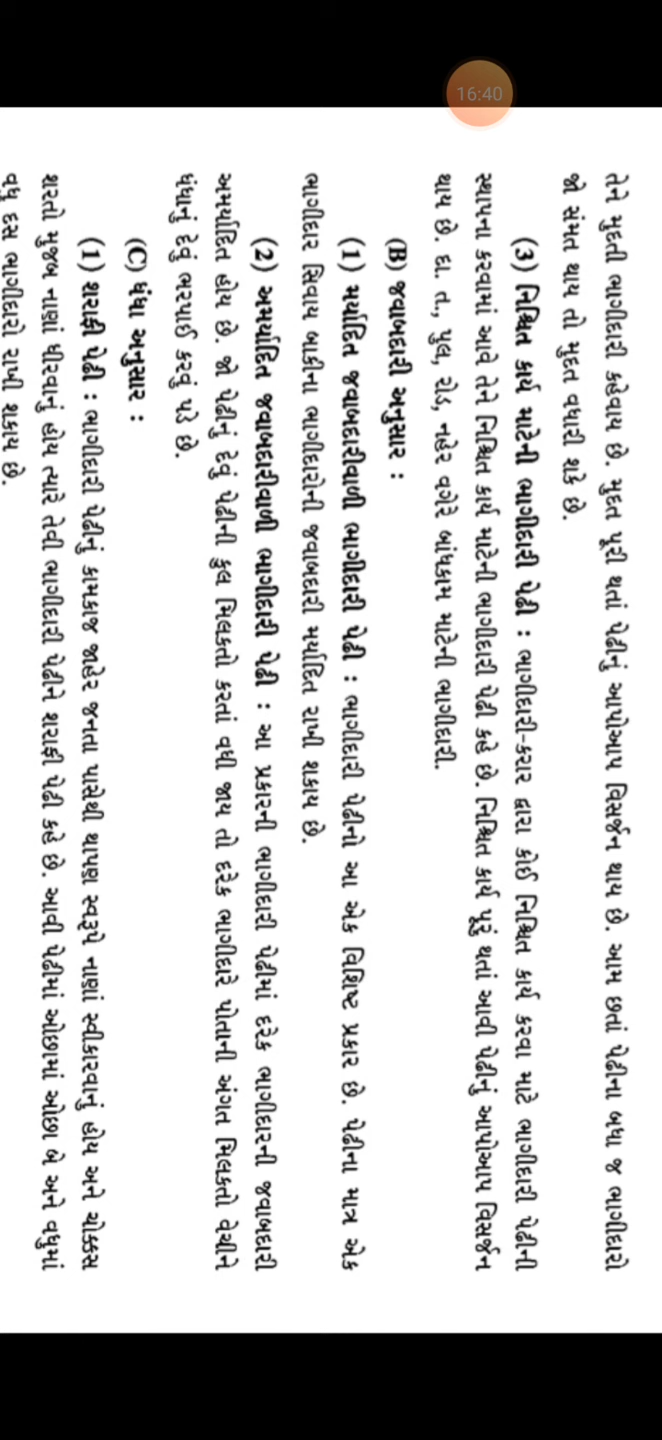 16:40
તેને મુદતી ભાગીદારી કહેવાય છે. મુદત પૂરી થતાં પેઢીનું આપોઆપ વિસર્જન થાય છે. આમ છતાં પેઢીના બધા જ ભાગીદારો
જો સંમત થાય તો મુદત વધારી શકે છે.
(3) નિશ્ચિત કાર્ય માટેની ભાગીદારી પેઢી : ભાગીદારી-કરાર દ્વારા કોઈ નિશ્ચિત કાર્ય કરવા માટે ભાગીદારી પેઢીની
સ્થાપના કરવામાં આવે તેને નિશ્ચિત કાર્ય માટેની ભાગીદારી પેઢી કહે છે. નિશ્ચિત કાર્ય પૂરું થતાં આવી પેઢીનું આપોઆપ વિસર્જન
થાય છે. દા. ત., પુલ, રોડ, નહેર વગેરે બાંધકામ માટેની ભાગીદારી.
(B) જવાબદારી અનુસાર :
(1) મર્યાદિત જવાબદારીવાળી ભાગીદારી પેઢી : ભાગીદારી પેઢીનો આ એક વિશિષ્ટ પ્રકાર છે. પેઢીના માત્ર એક
ભાગીદાર સિવાય બાકીના ભાગીદારોની જવાબદારી મર્યાદિત રાખી શકાય છે.
(2) અમર્યાદિત જવાબદારીવાળી ભાગીદારી પેઢી : આ પ્રકારની ભાગીદારી પેઢીમાં દરેક ભાગીદારની જવાબદારી
અમર્યાદિત હોય છે. જો પેઢીનું દેવું પેઢીની કુલ મિલકતો કરતાં વધી જાય તો દરેક ભાગીદારે પોતાની અંગત મિલકતો વેચીને
ધંધાનું દેવું ભરપાઈ કરવું પડે છે.
(C) ધંધા અનુસાર :
(1) શરાફી પેઢી : ભાગીદારી પેઢીનું કામકાજ જાહેર જનતા પાસેથી થાપણ સ્વરૂપે નાણાં સ્વીકારવાનું હોય અને ચોક્કસ
શરતો મુજબ નાણાં ધીરવાનું હોય ત્યારે તેવી ભાગીદારી પેઢીને શરાફી પેઢી કહે છે. આવી પેઢીમાં ઓછામાં ઓછા બે અને વધુમાં
વધુ દસ ભાગીદારો રાખી શકાય છે.